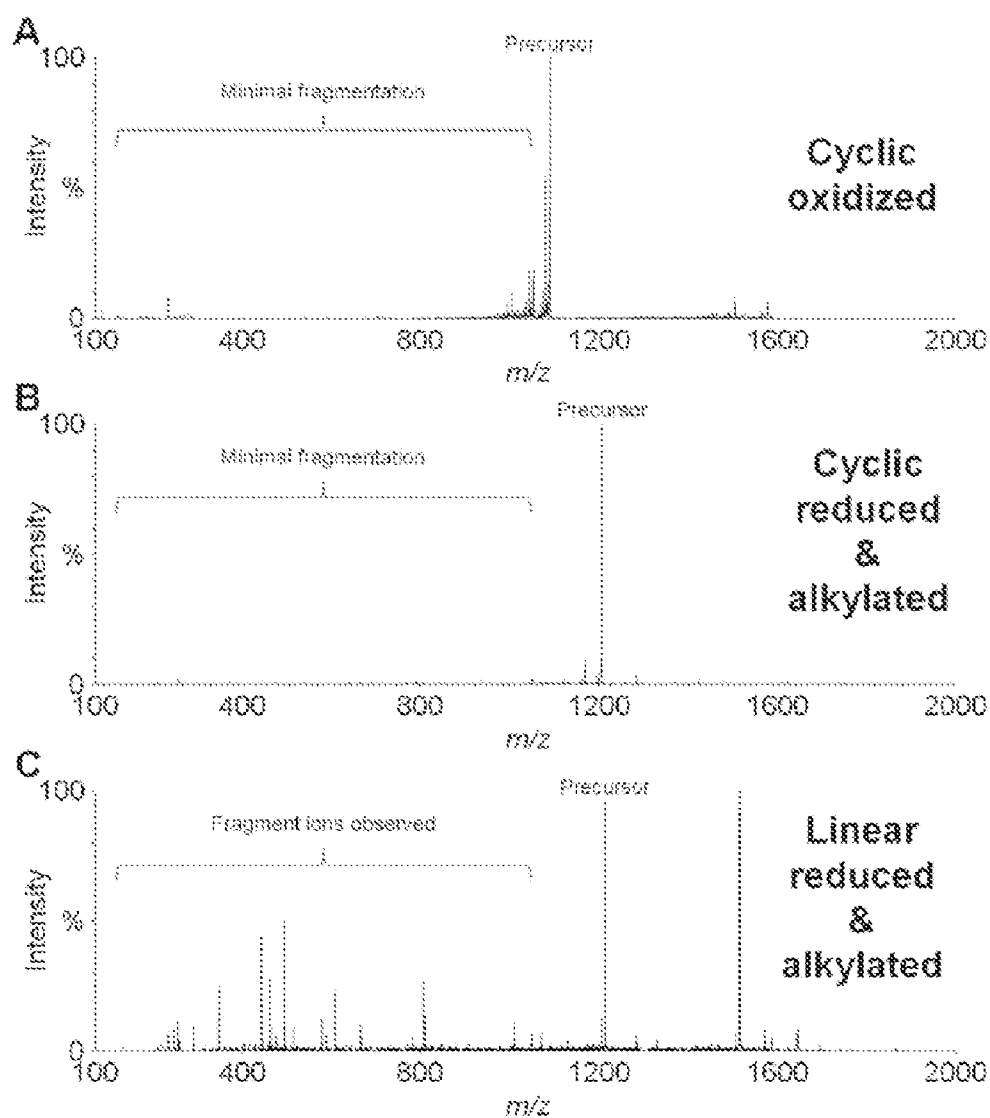 A
100
Precursor
Minimal fragmentation
Intensity
%
Cyclic
oxidized
0
100 400 800 1200 1600 2000
m/z
B
100
Precursor
Minimal fragmentation
Intensity
%
Cyclic
reduced
&
alkylated
0
100 400 800 1200 1600 2000
m/z
C
100
Precursor
Fragment ions observed
Intensity
%
Linear
reduced
&
alkylated
0
100 400 800 1200 1600 2000
m/z